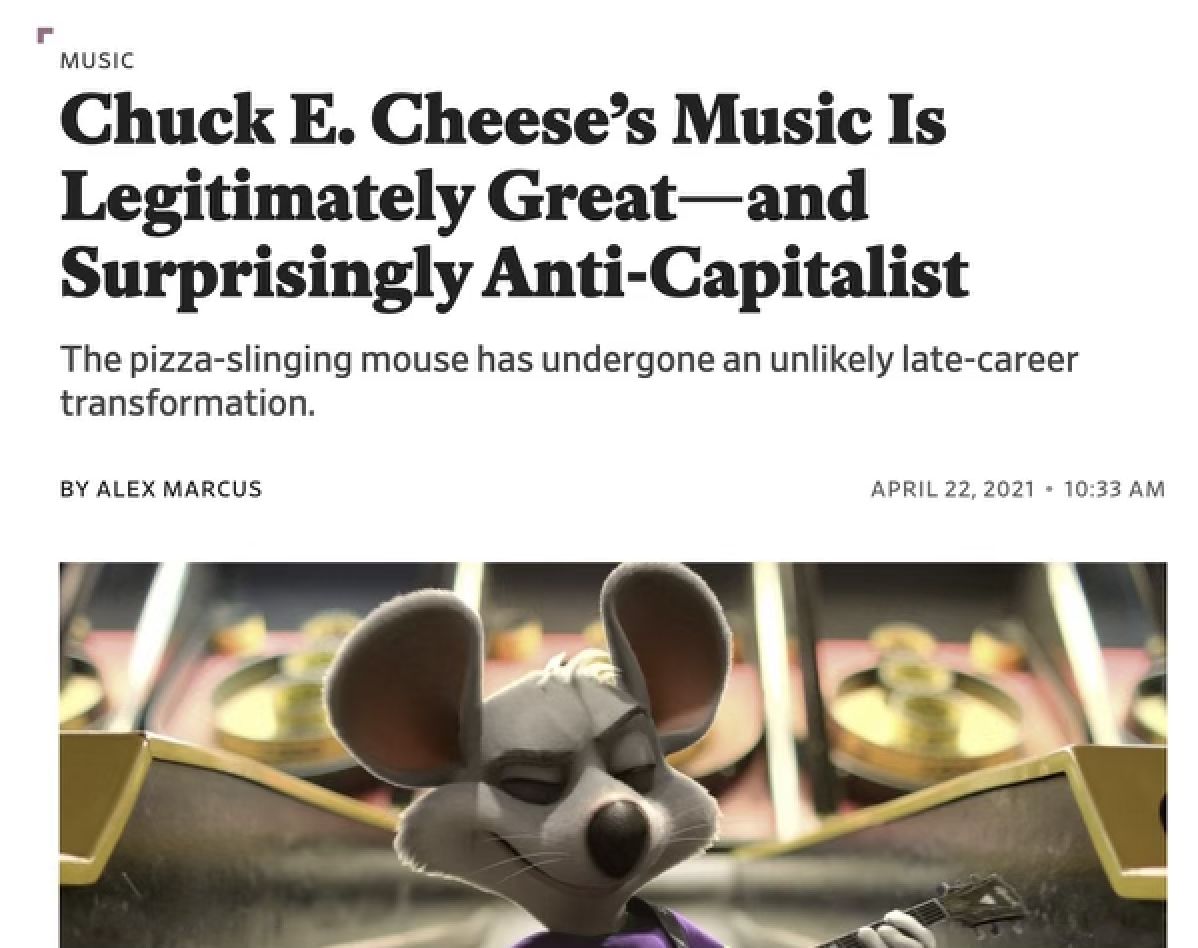 MUSIC
Chuck E. Cheese’s Music Is
Legitimately Great—and
Surprisingly Anti-Capitalist
The pizza-slinging mouse has undergone an unlikely late-career
transformation.
BY ALEX MARCUS
APRIL 22, 2021 • 10:33 AM